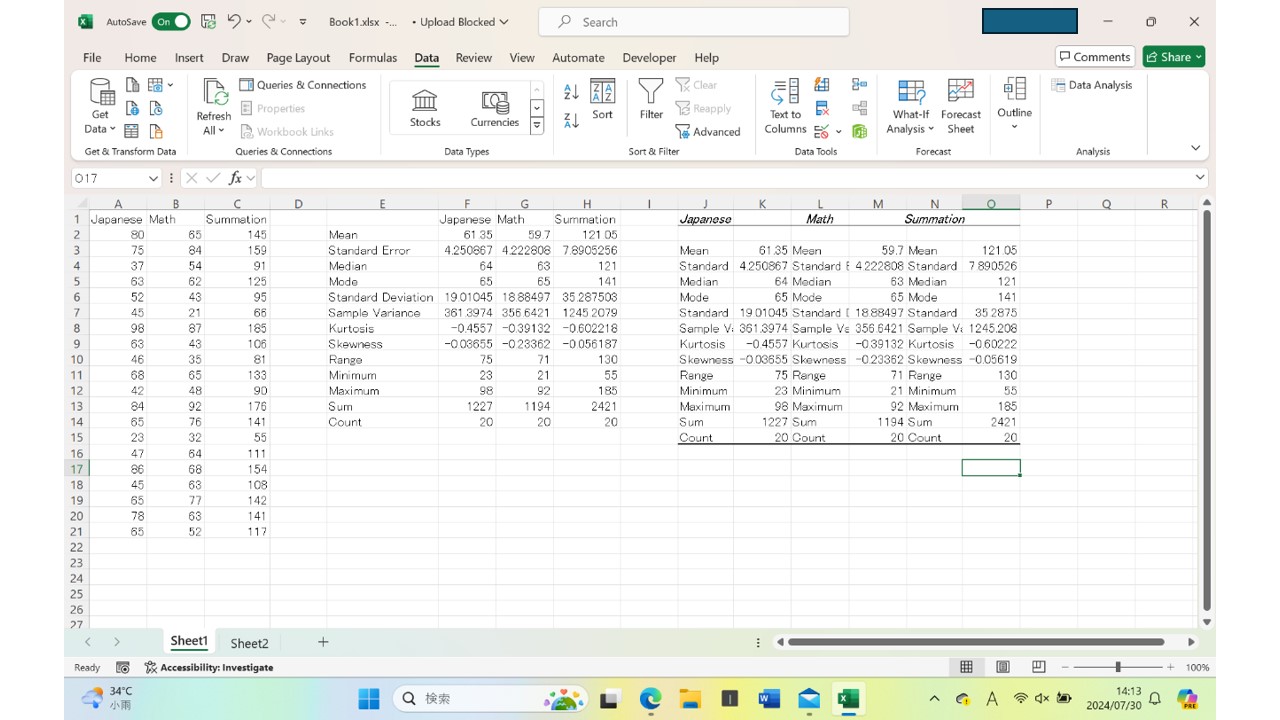 AutoSave On Book1.xlsx -... • Upload Blocked Search
File Home Insert Draw Page Layout Formulas Data Review View Automate Developer Help Comments Share
Get Data Refresh All Queries & Connections Properties Workbook Links Stocks Currencies Sort Filter Clear Reapply Advanced Text to Columns What-If Analysis Forecast Sheet Outline Data Analysis
Get & Transform Data Queries & Connections Data Types Sort & Filter Data Tools Forecast Analysis
O17 fx
A B C D E F G H I J K L M N O P Q R
1 Japanese Math Summation Japanese Math Summation Japanese Math Summation
2 80 65 145 Mean 61.35 59.7 121.05
3 75 84 159 Standard Error 4.250867 4.222808 7.8905256 Mean 61.35 Mean 59.7 Mean 121.05
4 37 54 91 Median 64 63 121 Standard 4.250867 Standard E 4.222808 Standard 7.890526
5 63 62 125 Mode 65 65 141 Median 64 Median 63 Median 121
6 52 43 95 Standard Deviation 19.01045 18.88497 35.287503 Mode 65 Mode 65 Mode 141
7 45 21 66 Sample Variance 361.3974 356.6421 1245.2079 Standard 19.01045 Standard D 18.88497 Standard 35.2875
8 98 87 185 Kurtosis -0.4557 -0.39132 -0.602218 Sample Va 361.3974 Sample Va 356.6421 Sample Va 1245.208
9 63 43 106 Skewness -0.03655 -0.23362 -0.056187 Kurtosis -0.4557 Kurtosis -0.39132 Kurtosis -0.60222
10 46 35 81 Range 75 71 130 Skewness -0.03655 Skewness -0.23362 Skewness -0.05619
11 68 65 133 Minimum 23 21 55 Range 75 Range 71 Range 130
12 42 48 90 Maximum 98 92 185 Minimum 23 Minimum 21 Minimum 55
13 84 92 176 Sum 1227 1194 2421 Maximum 98 Maximum 92 Maximum 185
14 65 76 141 Count 20 20 20 Sum 1227 Sum 1194 Sum 2421
15 23 32 55 Count 20 Count 20 Count 20
16 47 64 111
17 86 68 154
18 45 63 108
19 65 77 142
20 78 63 141
21 65 52 117
22
23
24
25
26
27
Sheet1 Sheet2 +
Ready Accessibility: Investigate 100%
34°C 小雨 検索 A 14:13 2024/07/30 PRE